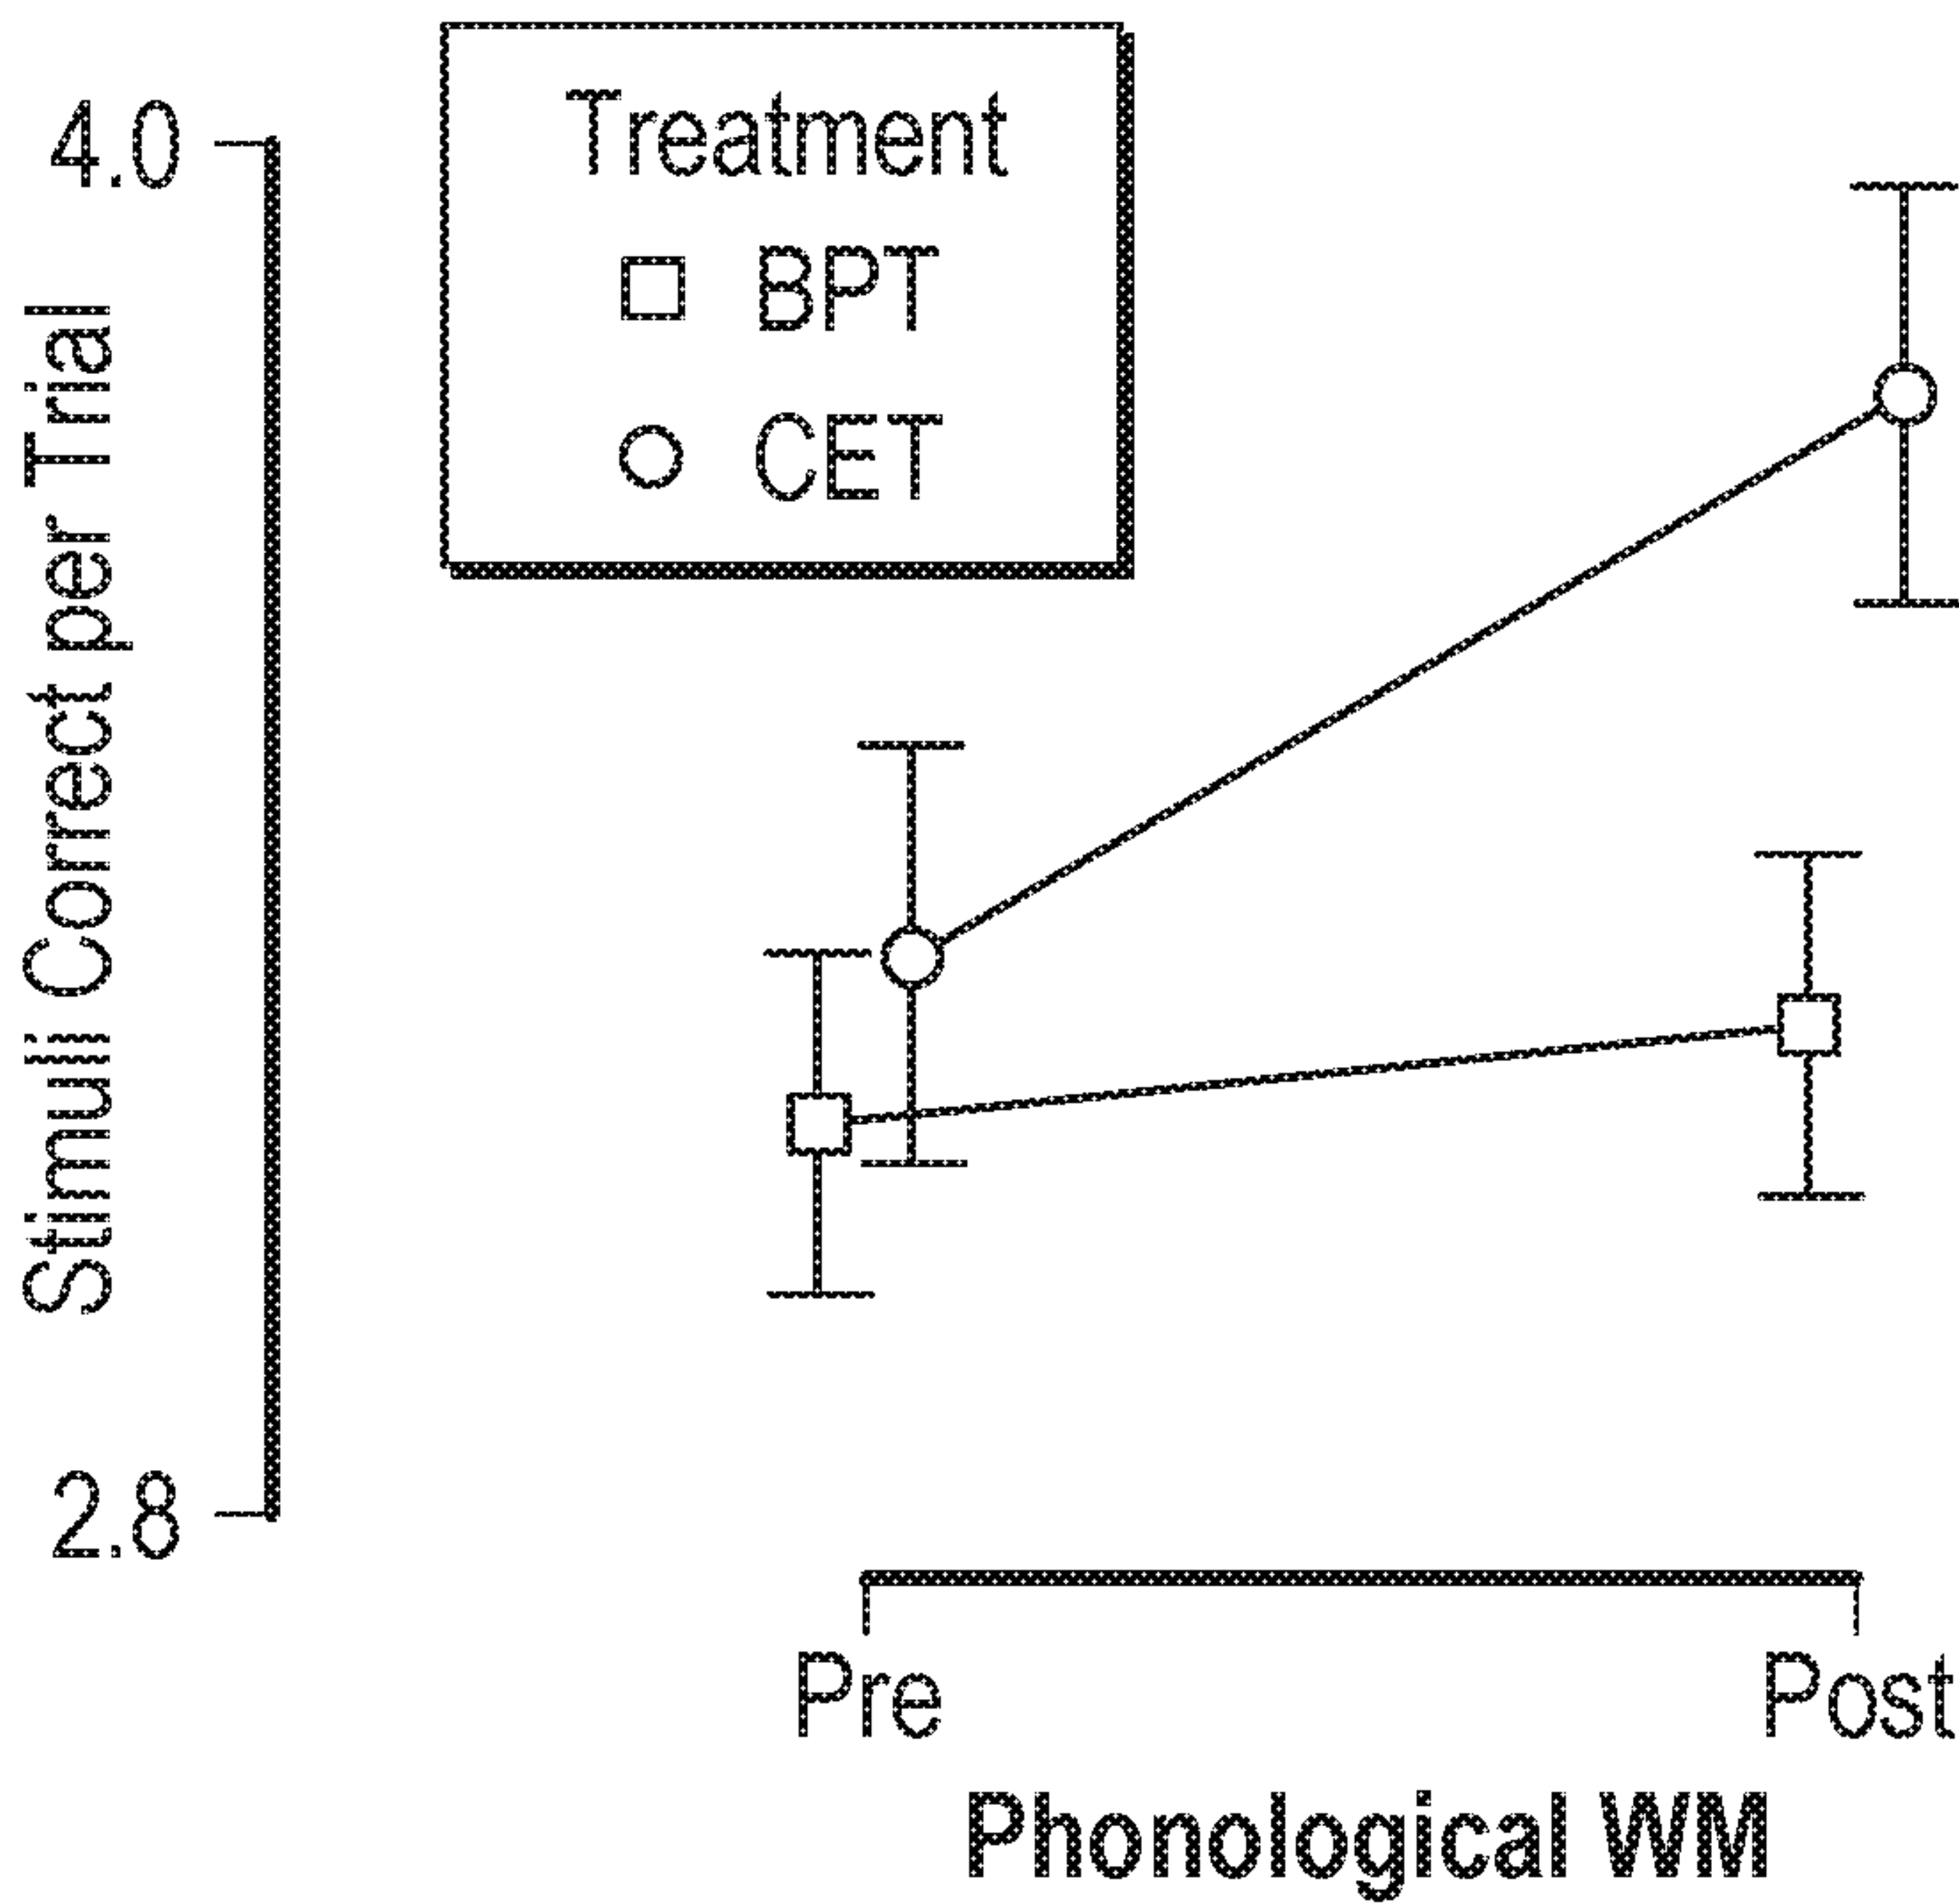 4.0
2.8
Stimuli Correct per Trial
Treatment
BPT
CET
Pre
Post
Phonological WM